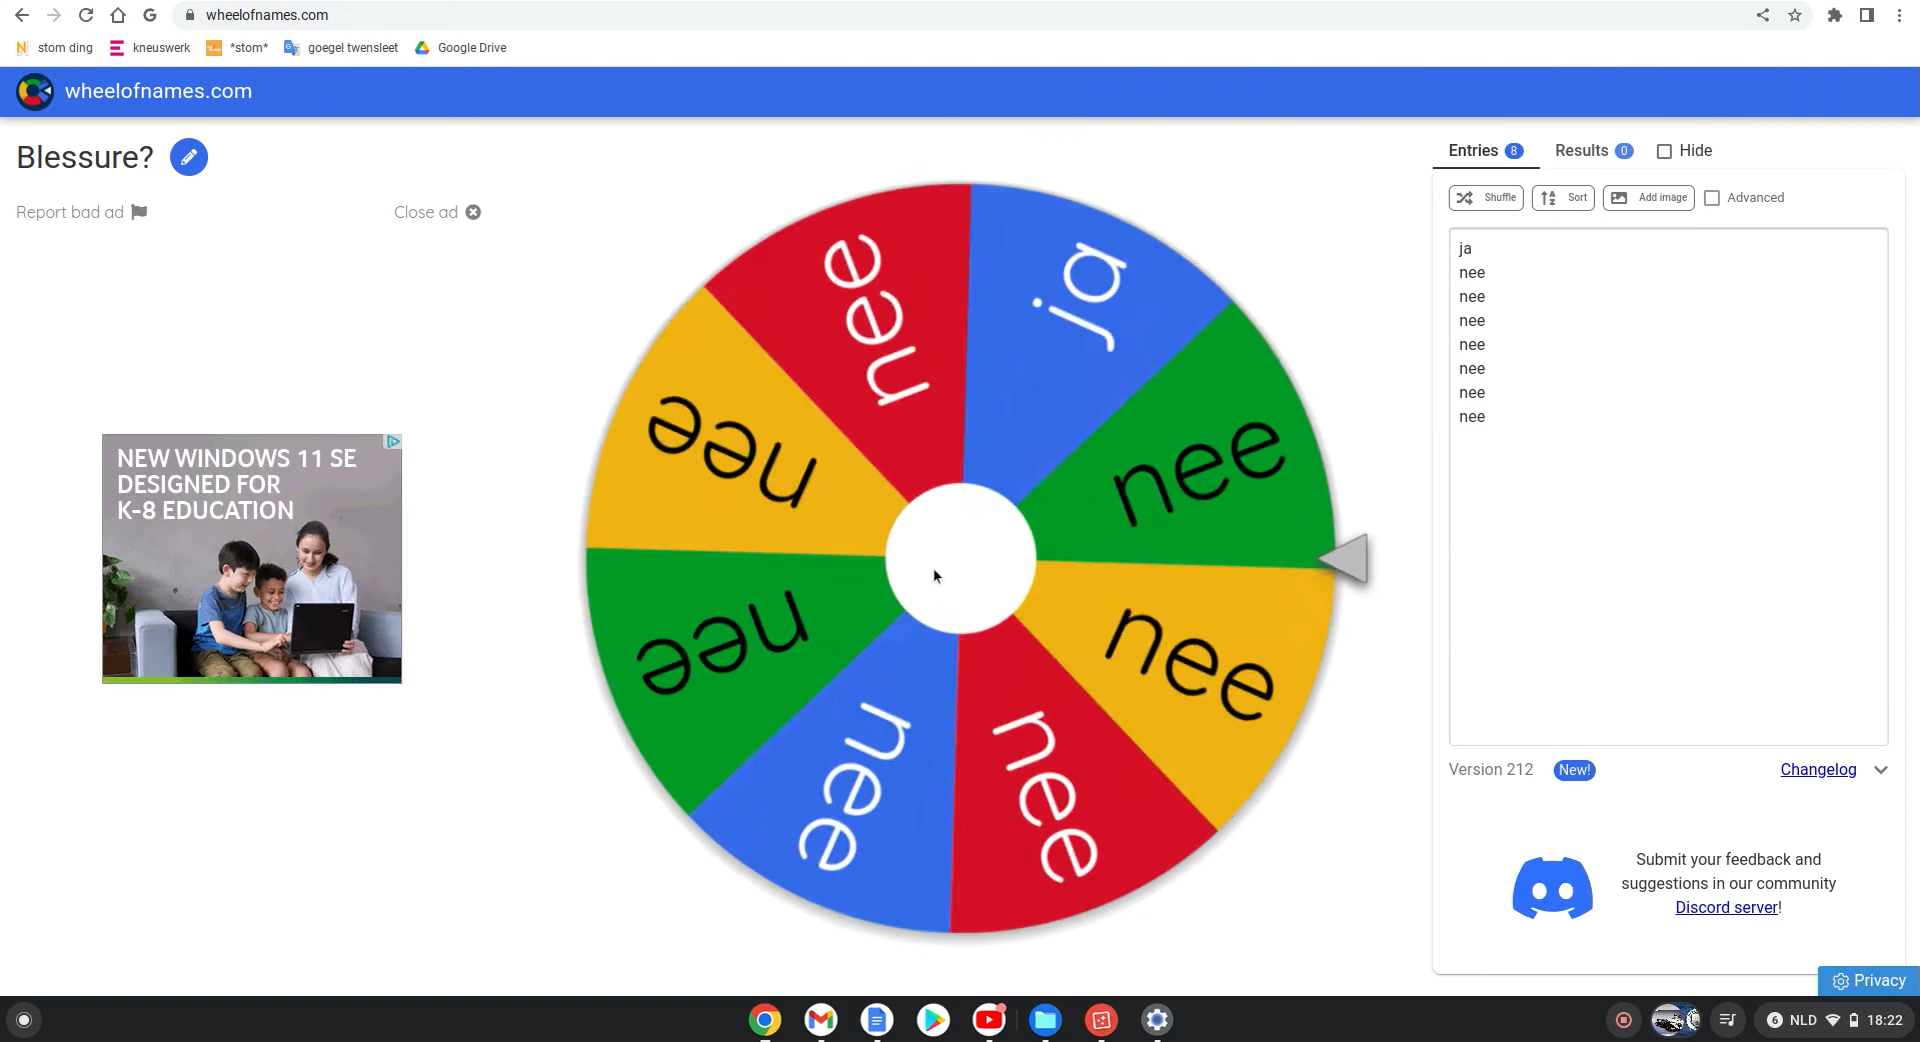 wheelofnames.com
stom ding
kneuswerk
*stom*
goegel twensleet
Google Drive
wheelofnames.com
Blessure?
Report bad ad
Close ad
NEW WINDOWS 11 SE
DESIGNED FOR
K-8 EDUCATION
nee
ja
nee
nee
nee
nee
nee
nee
Entries 8
Results 0
Hide
Shuffle
Sort
Add image
Advanced
ja
nee
nee
nee
nee
nee
nee
nee
Version 212
New!
Changelog
Submit your feedback and
suggestions in our community
Discord server!
Privacy
6 NLD 18:22